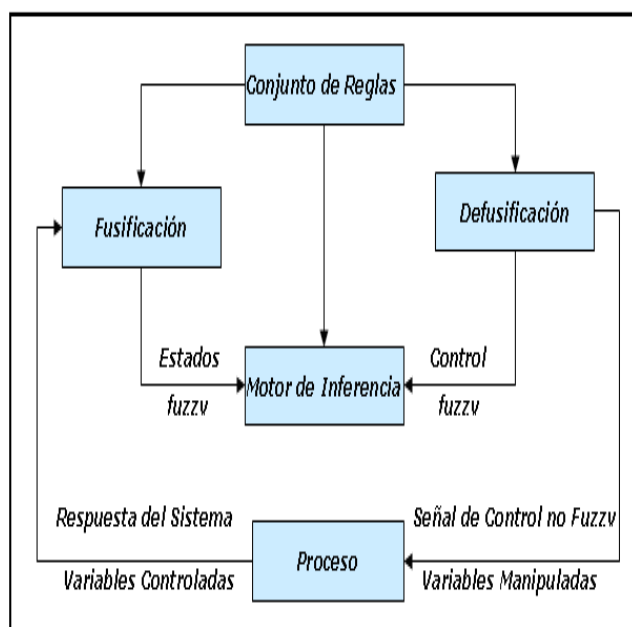 Conjunto de Reglas
Fusificación
Defusificación
Estados
fuzzv
Motor de Inferencia
Control
fuzzv
Respuesta del Sistema
Variables Controladas
Proceso
Señal de Control no Fuzzv
Variables Manipuladas